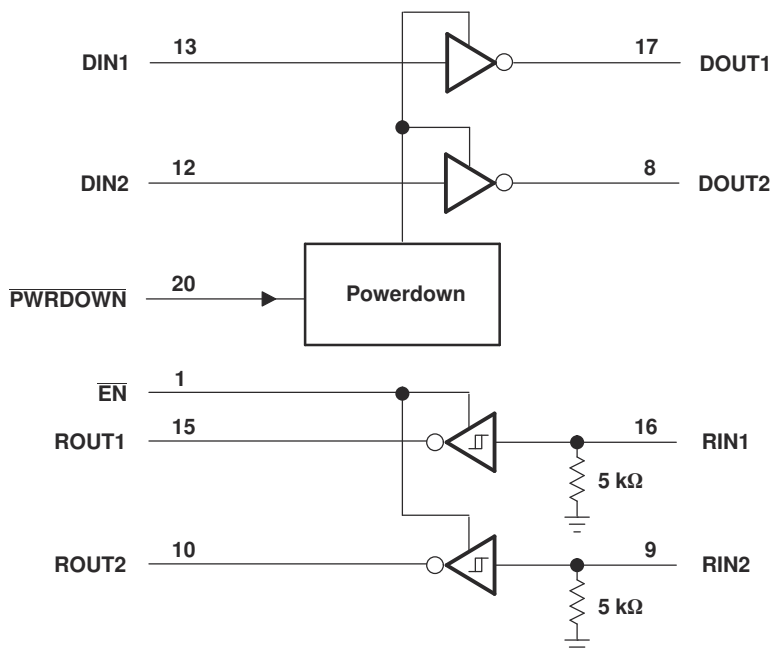 DIN1 13 17 DOUT1
DIN2 12 8 DOUT2
PWRDOWN 20 Powerdown
EN 1
ROUT1 15 16 RIN1
5 kΩ
ROUT2 10 9 RIN2
5 kΩ